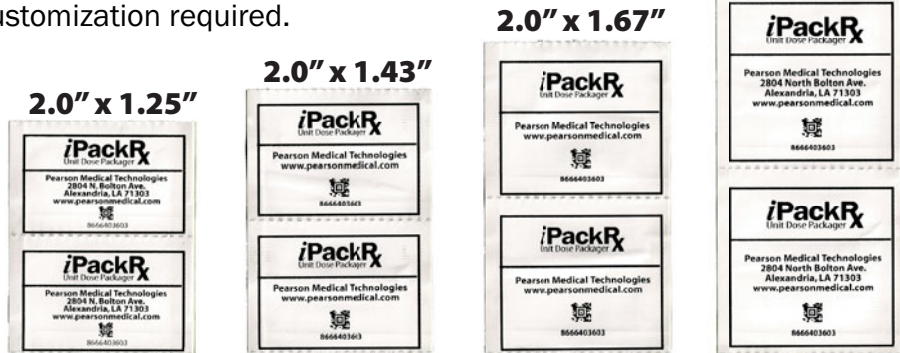 ustomization required.
2.0” x 1.25”
iPackRx
Unit Dose Packager
Pearson Medical Technologies
2804 N. Bolton Ave.
Alexandria, LA 71303
www.pearsonmedical.com
8666403603
iPackRx
Unit Dose Packager
Pearson Medical Technologies
2804 N. Bolton Ave.
Alexandria, LA 71303
www.pearsonmedical.com
8666403603
2.0” x 1.43”
iPackRx
Unit Dose Packager
Pearson Medical Technologies
www.pearsonmedical.com
8666403603
iPackRx
Unit Dose Packager
Pearson Medical Technologies
www.pearsonmedical.com
8666403603
2.0” x 1.67”
iPackRx
Unit Dose Packager
Pearson Medical Technologies
www.pearsonmedical.com
8666403603
iPackRx
Unit Dose Packager
Pearson Medical Technologies
www.pearsonmedical.com
8666403603
iPackRx
Unit Dose Packager
Pearson Medical Technologies
2804 North Bolton Ave.
Alexandria, LA 71303
www.pearsonmedical.com
8666403603
iPackRx
Unit Dose Packager
Pearson Medical Technologies
2804 North Bolton Ave.
Alexandria, LA 71303
www.pearsonmedical.com
8666403603